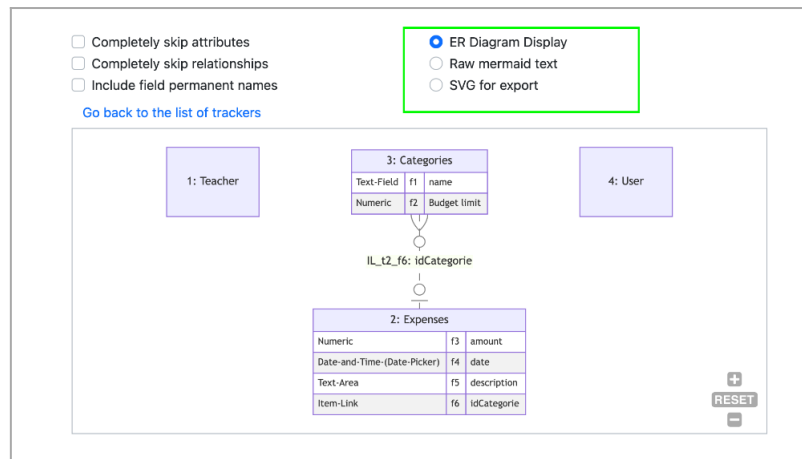 Completely skip attributes
Completely skip relationships
Include field permanent names
ER Diagram Display
Raw mermaid text
SVG for export
Go back to the list of trackers
1: Teacher
3: Categories
Text-Field f1 name
Numeric f2 Budget limit
4: User
IL_t2_f6: idCategorie
2: Expenses
Numeric f3 amount
Date-and-Time-(Date-Picker) f4 date
Text-Area f5 description
Item-Link f6 idCategorie
RESET